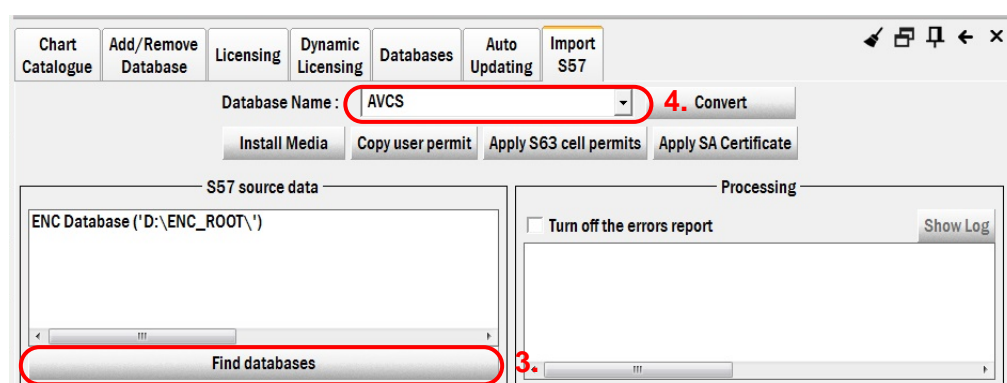 Chart Catalogue
Add/Remove Database
Licensing
Dynamic Licensing
Databases
Auto Updating
Import S57
Database Name : AVCS 4. Convert
Install Media Copy user permit Apply S63 cell permits Apply SA Certificate
S57 source data
ENC Database ('D:\ENC_ROOT\')
Find databases 3.
Processing
Turn off the errors report Show Log